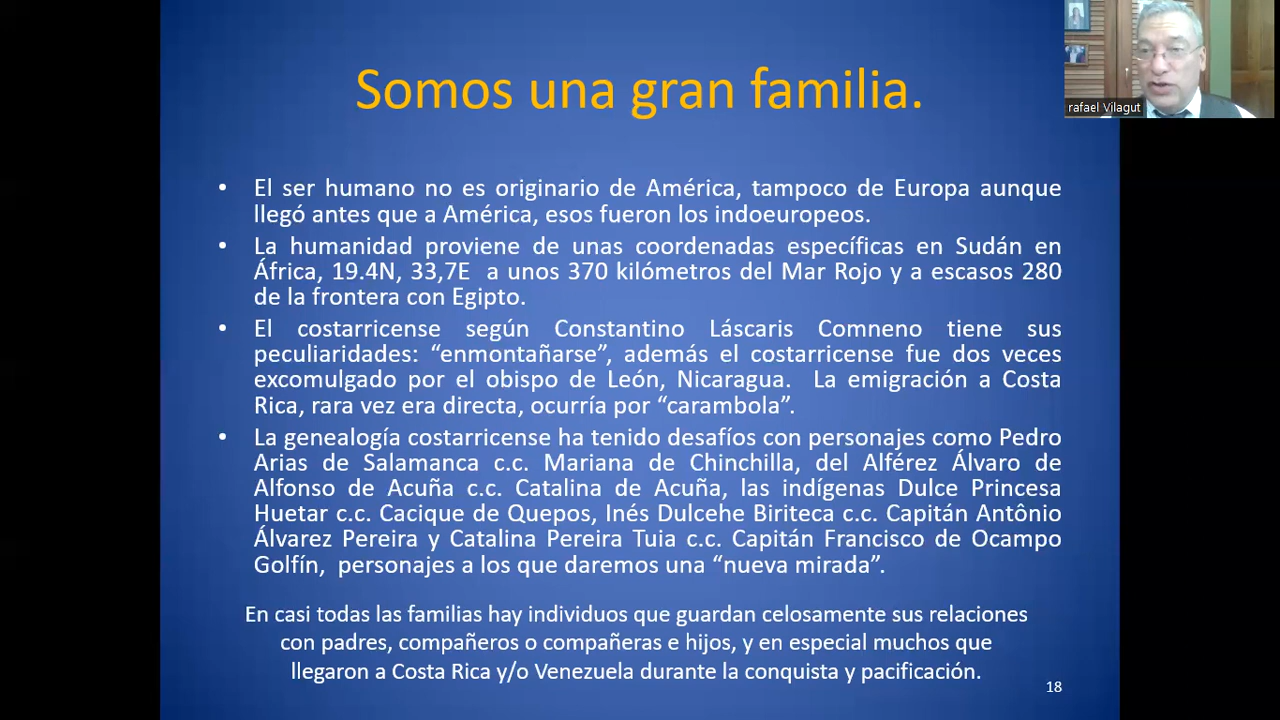 Somos una gran familia.
rafael Vilagut
• El ser humano no es originario de América, tampoco de Europa aunque
llegó antes que a América, esos fueron los indoeuropeos.
• La humanidad proviene de unas coordenadas específicas en Sudán en
África, 19.4N, 33,7E a unos 370 kilómetros del Mar Rojo y a escasos 280
de la frontera con Egipto.
• El costarricense según Constantino Láscaris Comneno tiene sus
peculiaridades: “enmontañarse”, además el costarricense fue dos veces
excomulgado por el obispo de León, Nicaragua. La emigración a Costa
Rica, rara vez era directa, ocurría por “carambola”.
• La genealogía costarricense ha tenido desafíos con personajes como Pedro
Arias de Salamanca c.c. Mariana de Chinchilla, del Alférez Álvaro de
Alfonso de Acuña c.c. Catalina de Acuña, las indígenas Dulce Princesa
Huetar c.c. Cacique de Quepos, Inés Dulcehe Biriteca c.c. Capitán Antônio
Álvarez Pereira y Catalina Pereira Tuia c.c. Capitán Francisco de Ocampo
Golfín, personajes a los que daremos una “nueva mirada”.
En casi todas las familias hay individuos que guardan celosamente sus relaciones
con padres, compañeros o compañeras e hijos, y en especial muchos que
llegaron a Costa Rica y/o Venezuela durante la conquista y pacificación.
18